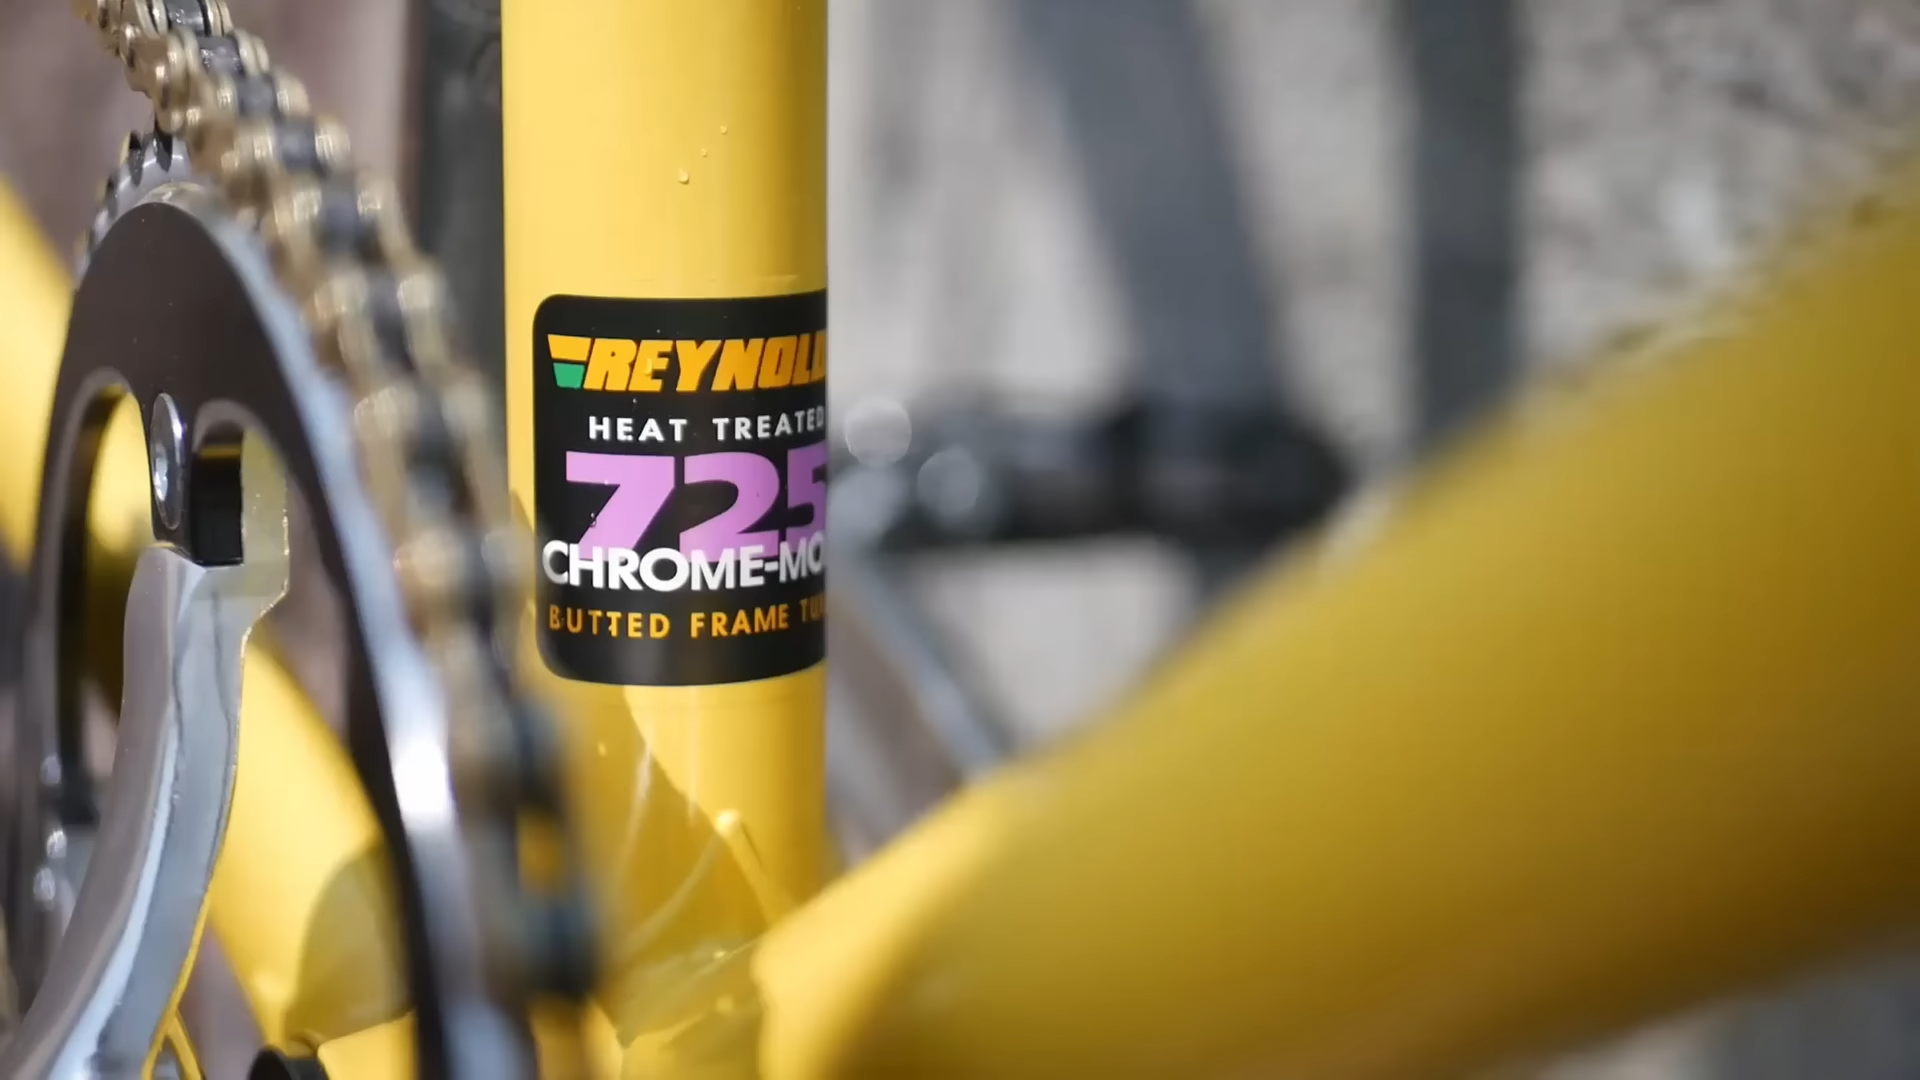 REYNOLD
HEAT TREATED
725
CHROME-MO
BUTTED FRAME TU